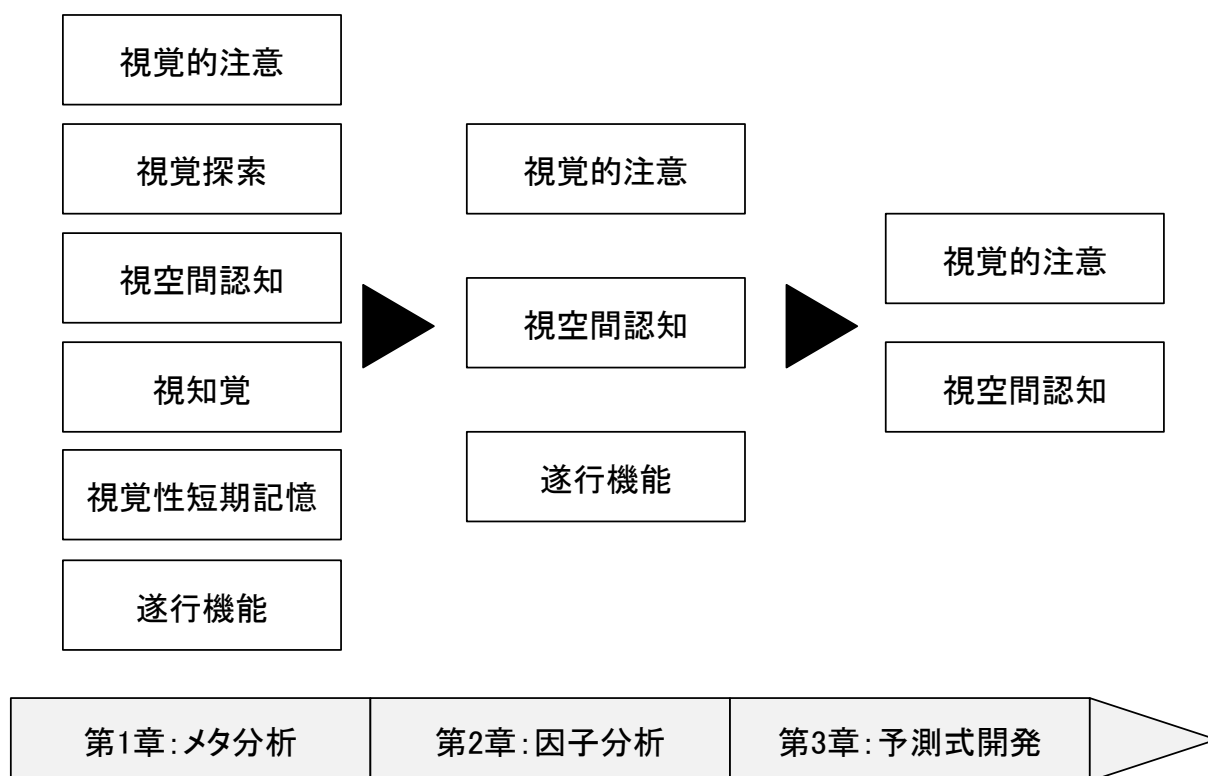 視覚的注意
視覚探索
視空間認知
視知覚
視覚性短期記憶
遂行機能
視覚的注意
視空間認知
遂行機能
視覚的注意
視空間認知
第1章：メタ分析
第2章：因子分析
第3章：予測式開発